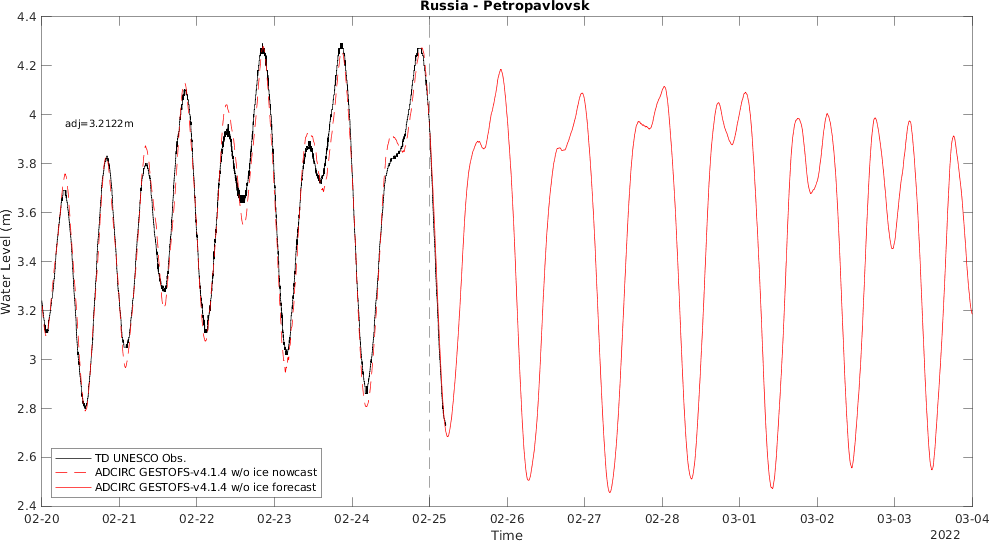 Russia - Petropavlovsk
4.4
4.2
4
3.8
3.6
3.4
3.2
3
2.8
2.6
2.4
Water Level (m)
adj=3.2122m
TD UNESCO Obs.
ADCIRC GESTOFS-v4.1.4 w/o ice nowcast
ADCIRC GESTOFS-v4.1.4 w/o ice forecast
02-20 02-21 02-22 02-23 02-24 02-25 02-26 02-27 02-28 03-01 03-02 03-03 03-04
Time
2022